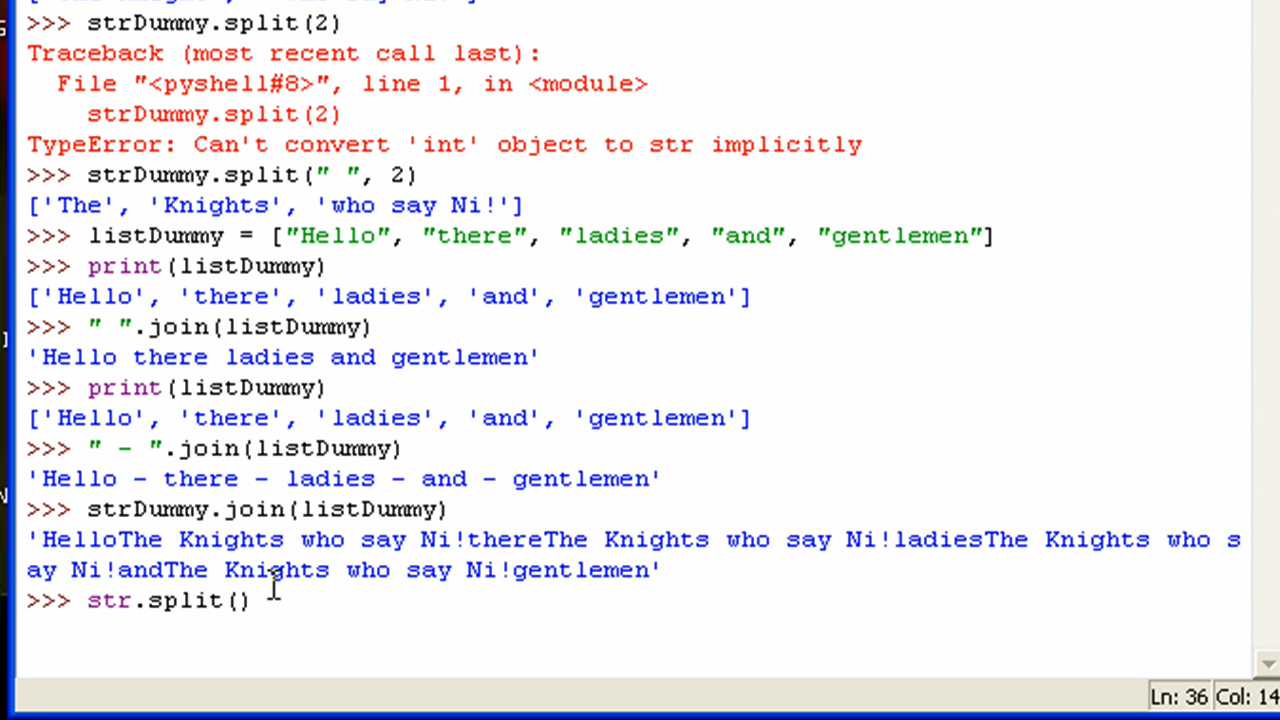 >>> strDummy.split(2)
Traceback (most recent call last):
  File "<pyshell#8>", line 1, in <module>
    strDummy.split(2)
TypeError: Can't convert 'int' object to str implicitly
>>> strDummy.split(" ", 2)
['The', 'Knights', 'who say Ni!']
>>> listDummy = ["Hello", "there", "ladies", "and", "gentlemen"]
>>> print(listDummy)
['Hello', 'there', 'ladies', 'and', 'gentlemen']
>>> " ".join(listDummy)
'Hello there ladies and gentlemen'
>>> print(listDummy)
['Hello', 'there', 'ladies', 'and', 'gentlemen']
>>> " - ".join(listDummy)
'Hello - there - ladies - and - gentlemen'
>>> strDummy.join(listDummy)
'HelloThe Knights who say Ni!thereThe Knights who say Ni!ladiesThe Knights who s
ay Ni!andThe Knights who say Ni!gentlemen'
>>> str.split()
Ln: 36 Col: 14